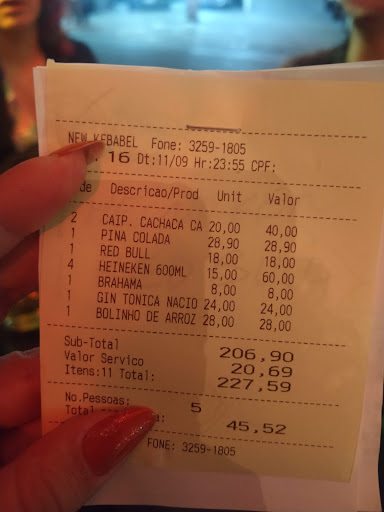 NEW KEBABEL Fone: 3259-1805
16 Dt:11/09 Hr:23:55 CPF:
de Descricao/Prod Unit Valor
2 CAIP. CACHACA CA 20,00 40,00
1 PINA COLADA 28,90 28,90
1 RED BULL 18,00 18,00
4 HEINEKEN 600ML 15,00 60,00
1 BRAHAMA 8,00 8,00
1 GIN TONICA NACIO 24,00 24,00
1 BOLINHO DE ARROZ 28,00 28,00
Sub-Total 206,90
Valor Servico 20,69
Itens:11 Total: 227,59
No.Pessoas: 5
Total 45,52
FONE: 3259-1805